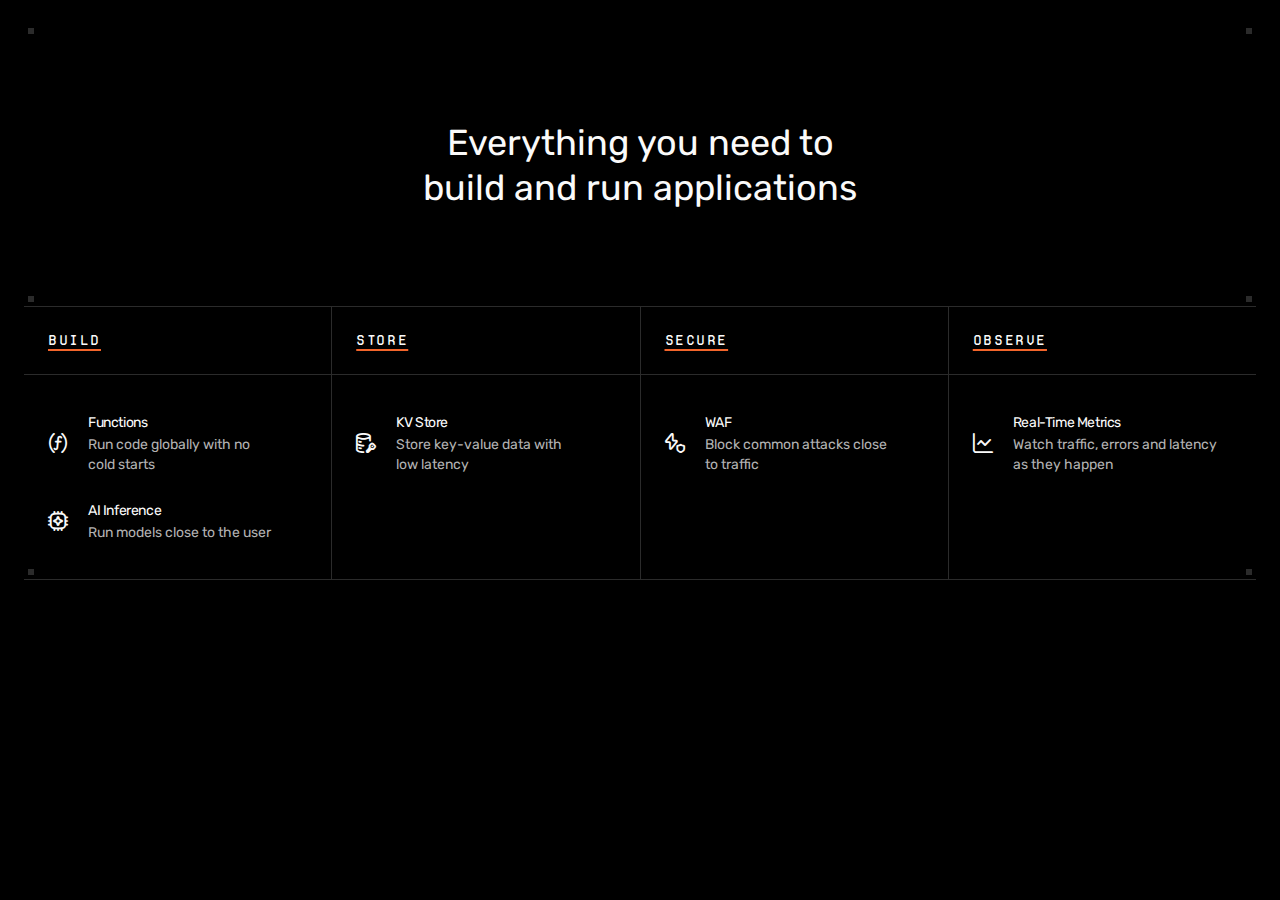 Everything you need to
build and run applications
BUILD
STORE
SECURE
OBSERVE
Functions
Run code globally with no
cold starts
AI Inference
Run models close to the user
KV Store
Store key-value data with
low latency
WAF
Block common attacks close
to traffic
Real-Time Metrics
Watch traffic, errors and latency
as they happen